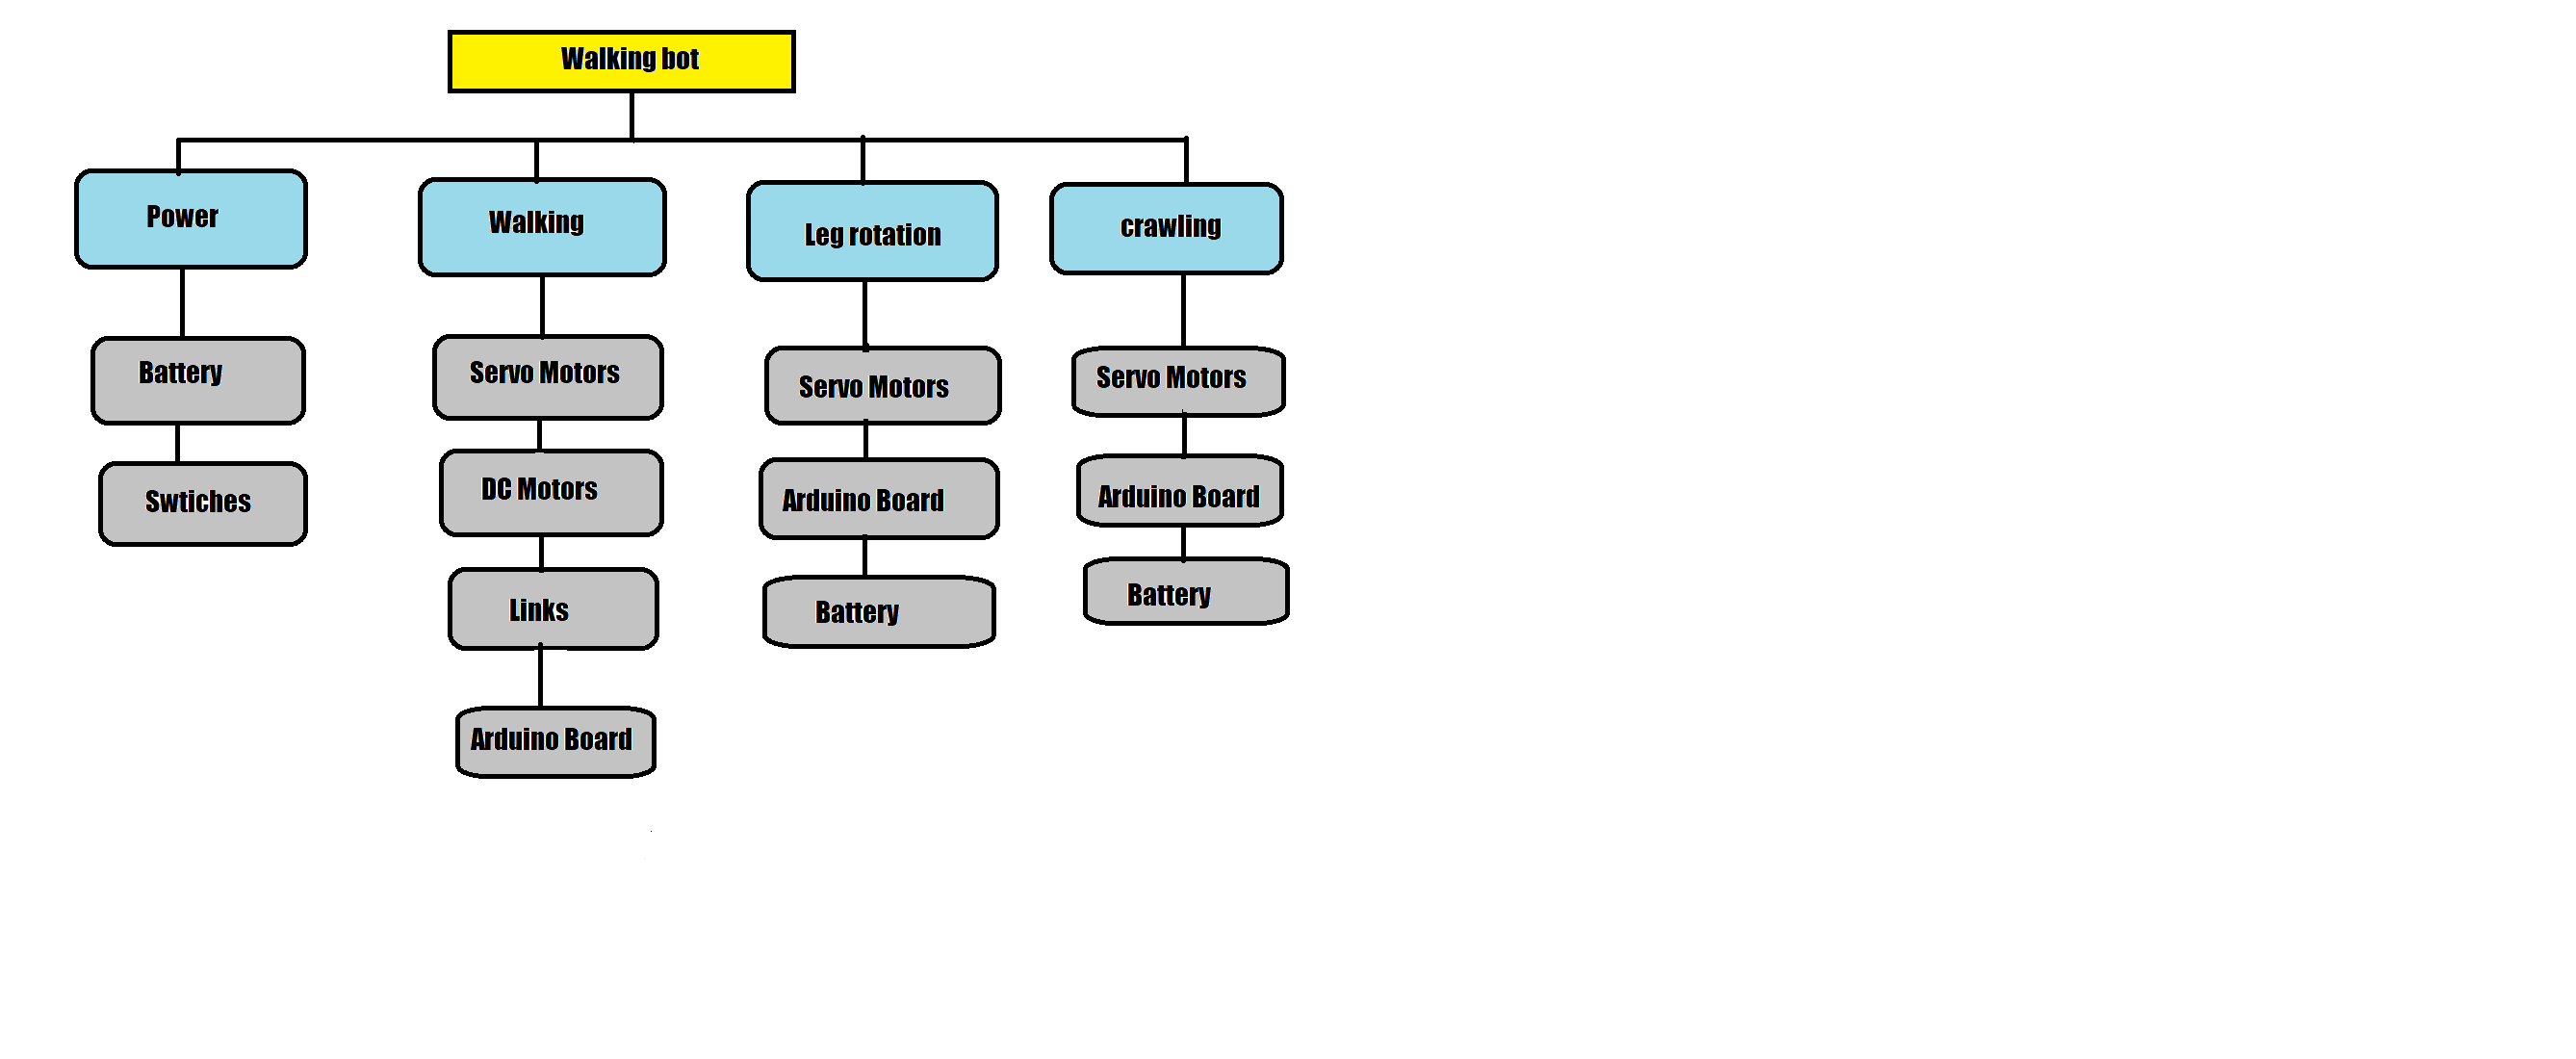 Walking bot
Power
Walking
Leg rotation
crawling
Battery
Swtiches
Servo Motors
DC Motors
Links
Arduino Board
Servo Motors
Arduino Board
Battery
Servo Motors
Arduino Board
Battery